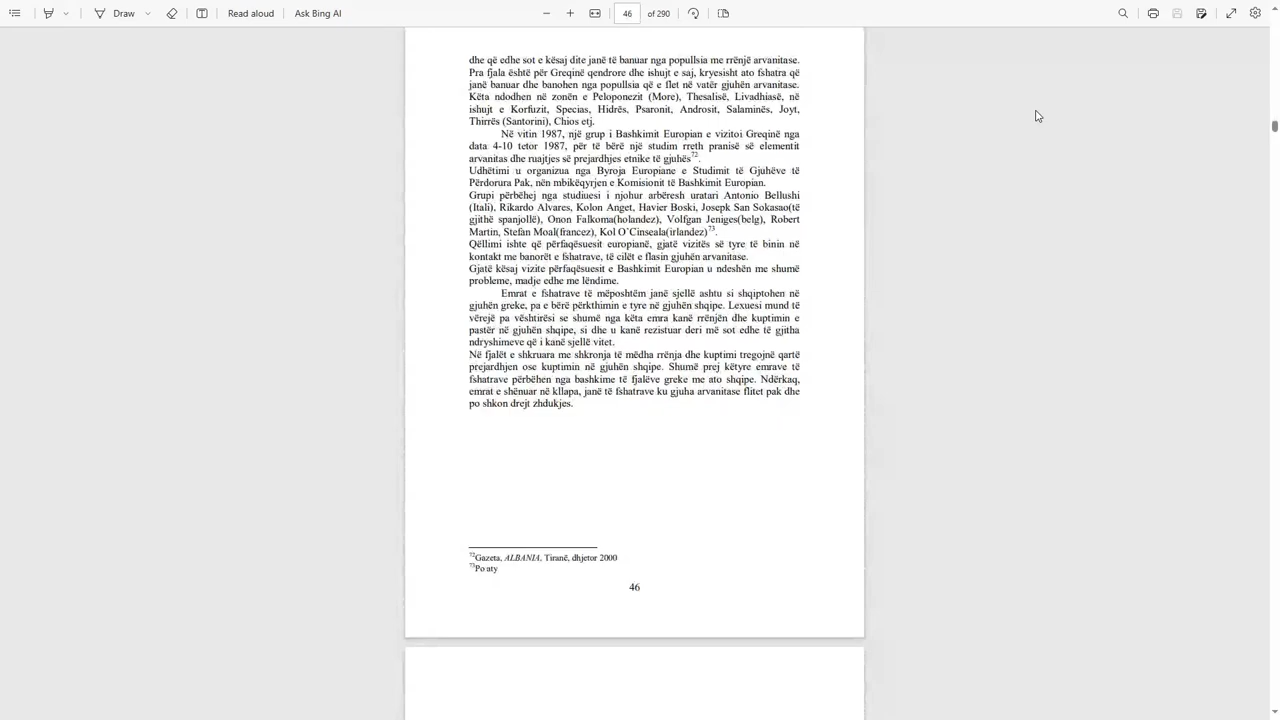 Draw
Read aloud
Ask Bing AI
46
of 290
dhe që edhe sot e kësaj dite janë të banuar nga popullsia me rrënjë arvanitase.
Pra fjala është për Greqinë qendrore dhe ishujt e saj, kryesisht ato fshatra që
janë banuar dhe banohen nga popullsia që e flet në vatër gjuhën arvanitase.
Këta ndodhen në zonën e Peloponezit (More), Thesalisë, Livadhiasë, në
ishujt e Korfuzit, Specias, Hidrës, Psaronit, Androsit, Salaminës, Joyt,
Thirrës (Santorini), Chios etj.
Në vitin 1987, një grup i Bashkimit Europian e vizitoi Greqinë nga
data 4-10 tetor 1987, për të bërë një studim rreth pranisë së elementit
arvanitas dhe ruajtjes së prejardhjes etnike të gjuhës72.
Udhëtimi u organizua nga Byroja Europiane e Studimit të Gjuhëve të
Përdorura Pak, nën mbikëqyrjen e Komisionit të Bashkimit Europian.
Grupi përbëhej nga studiuesi i njohur arbëresh uratari Antonio Bellushi
(Itali), Rikardo Alvares, Kolon Anget, Havier Boski, Josepk San Sokasao(të
gjithë spanjollë), Onon Falkoma(holandez), Volfgan Jeniges(belg), Robert
Martin, Stefan Moal(francez), Kol O`Cinseala(irlandez)73.
Qëllimi ishte që përfaqësuesit europianë, gjatë vizitës së tyre të binin në
kontakt me banorët e fshatrave, të cilët e flasin gjuhën arvanitase.
Gjatë kësaj vizite përfaqësuesit e Bashkimit Europian u ndeshën me shumë
probleme, madje edhe me lëndime.
Emrat e fshatrave të mëposhtëm janë sjellë ashtu si shqiptohen në
gjuhën greke, pa e bërë përkthimin e tyre në gjuhën shqipe. Lexuesi mund të
vërejë pa vështirësi se shumë nga këta emra kanë rrënjën dhe kuptimin e
pastër në gjuhën shqipe, si dhe u kanë rezistuar deri më sot edhe të gjitha
ndryshimeve që i kanë sjellë vitet.
Në fjalët e shkruara me shkronja të mëdha rrënja dhe kuptimi tregojnë qartë
prejardhjen ose kuptimin në gjuhën shqipe. Shumë prej këtyre emrave të
fshatrave përbëhen nga bashkime të fjalëve greke me ato shqipe. Ndërkaq,
emrat e shënuar në kllapa, janë të fshatrave ku gjuha arvanitase flitet pak dhe
po shkon drejt zhdukjes.
72Gazeta, ALBANIA, Tiranë, dhjetor 2000
73Po aty
46